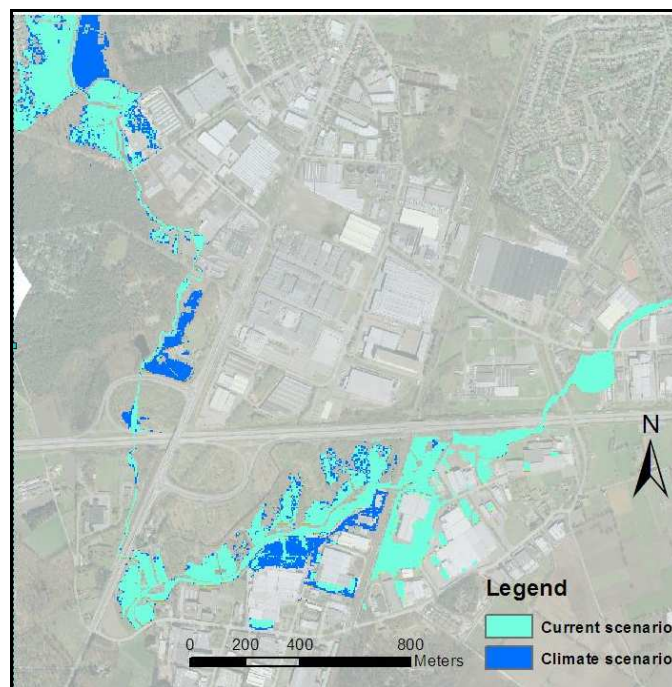 N
Legend
Current scenario
Climate scenario
0 200 400 800
Meters